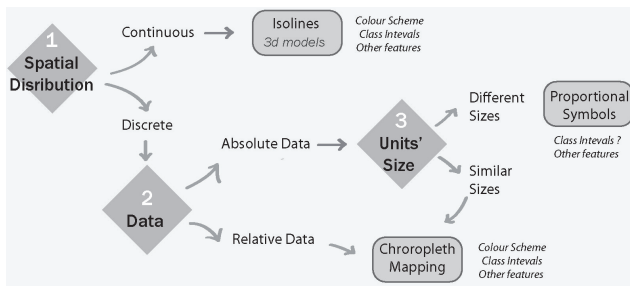 1
Spatial
Disribution
Continuous
Isolines
3d models
Colour Scheme
Class Intevals
Other features
Discrete
2
Data
Absolute Data
3
Units'
Size
Different
Sizes
Proportional
Symbols
Class Intevals ?
Other features
Similar
Sizes
Relative Data
Chroropleth
Mapping
Colour Scheme
Class Intevals
Other features